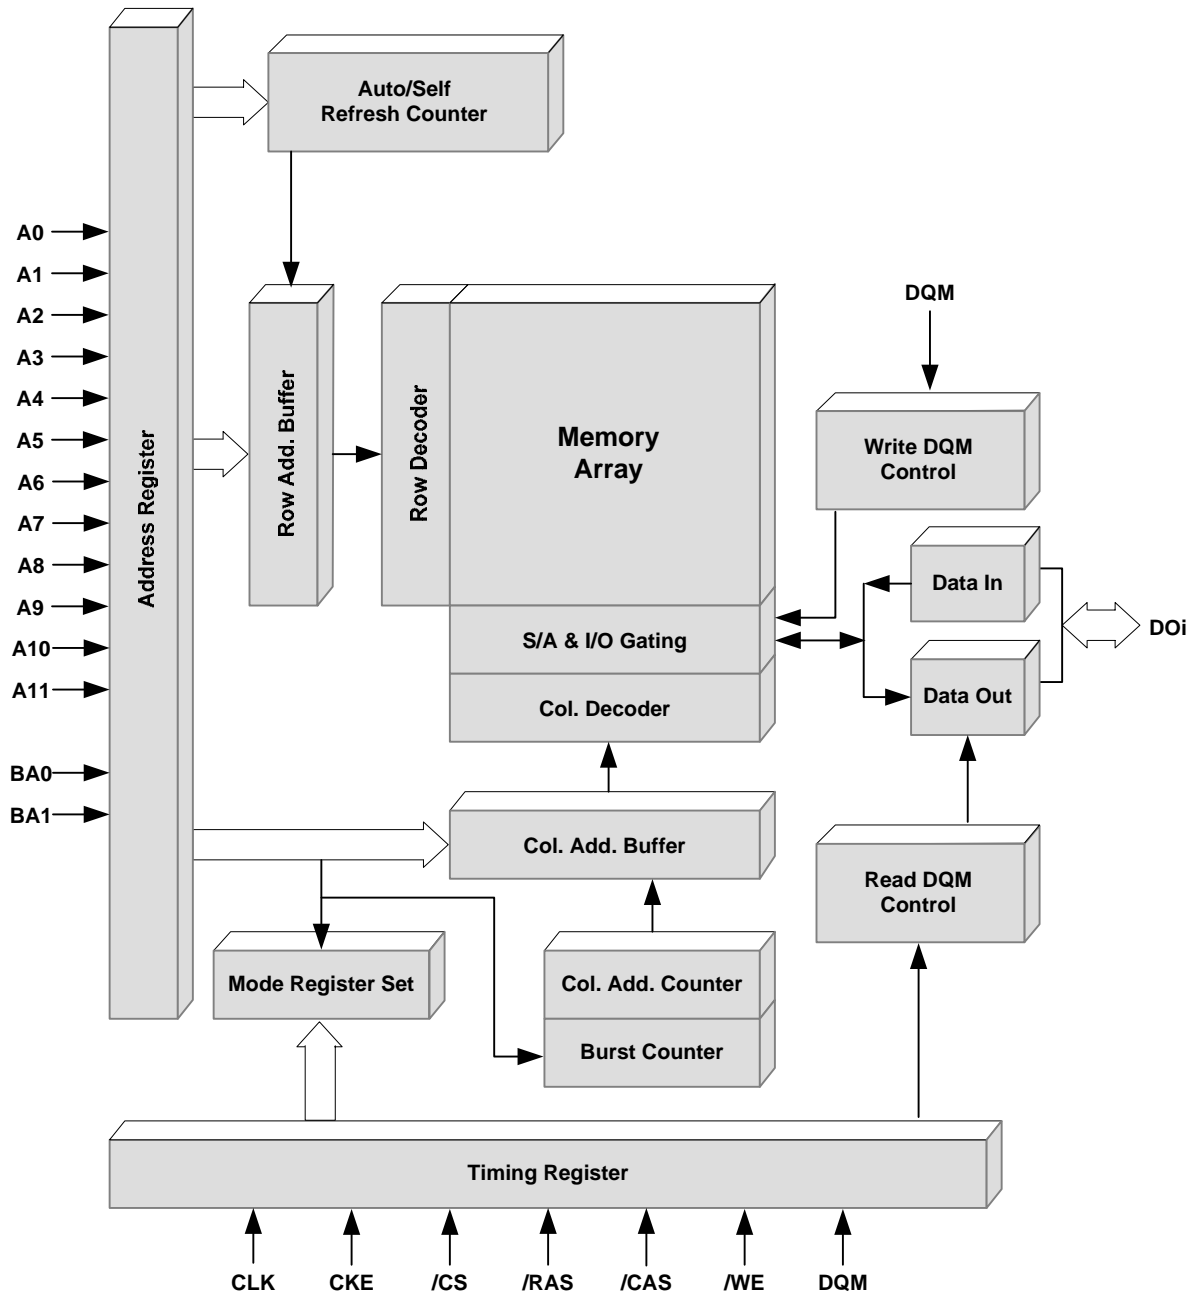 Auto/Self
Refresh Counter
A0
A1
A2
A3
A4
A5
A6
A7
A8
A9
A10
A11
BA0
BA1
Address Register
Row Add. Buffer
Row Decoder
Memory
Array
S/A & I/O Gating
Col. Decoder
DQM
Write DQM
Control
Data In
Data Out
DOi
Col. Add. Buffer
Read DQM
Control
Mode Register Set
Col. Add. Counter
Burst Counter
Timing Register
CLK
CKE
/CS
/RAS
/CAS
/WE
DQM